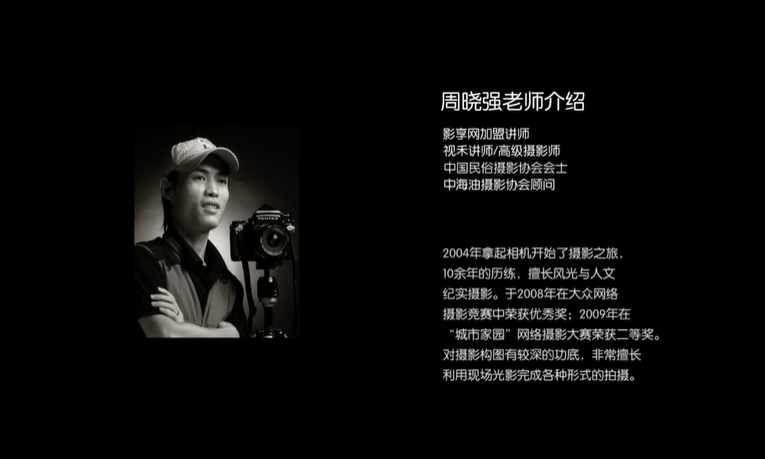 周晓强老师介绍
影享网加盟讲师
视禾讲师/高级摄影师
中国民俗摄影协会会士
中海油摄影协会顾问
PENTAX
2004年拿起相机开始了摄影之旅，
10余年的历练，擅长风光与人文
纪实摄影。于2008年在大众网络
摄影竞赛中荣获优秀奖；2009年在
“城市家园”网络摄影大赛荣获二等奖。
对摄影构图有较深的功底，非常擅长
利用现场光影完成各种形式的拍摄。